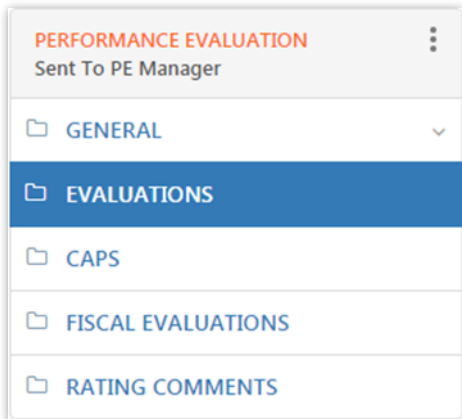 PERFORMANCE EVALUATION
Sent To PE Manager
GENERAL
EVALUATIONS
CAPS
FISCAL EVALUATIONS
RATING COMMENTS